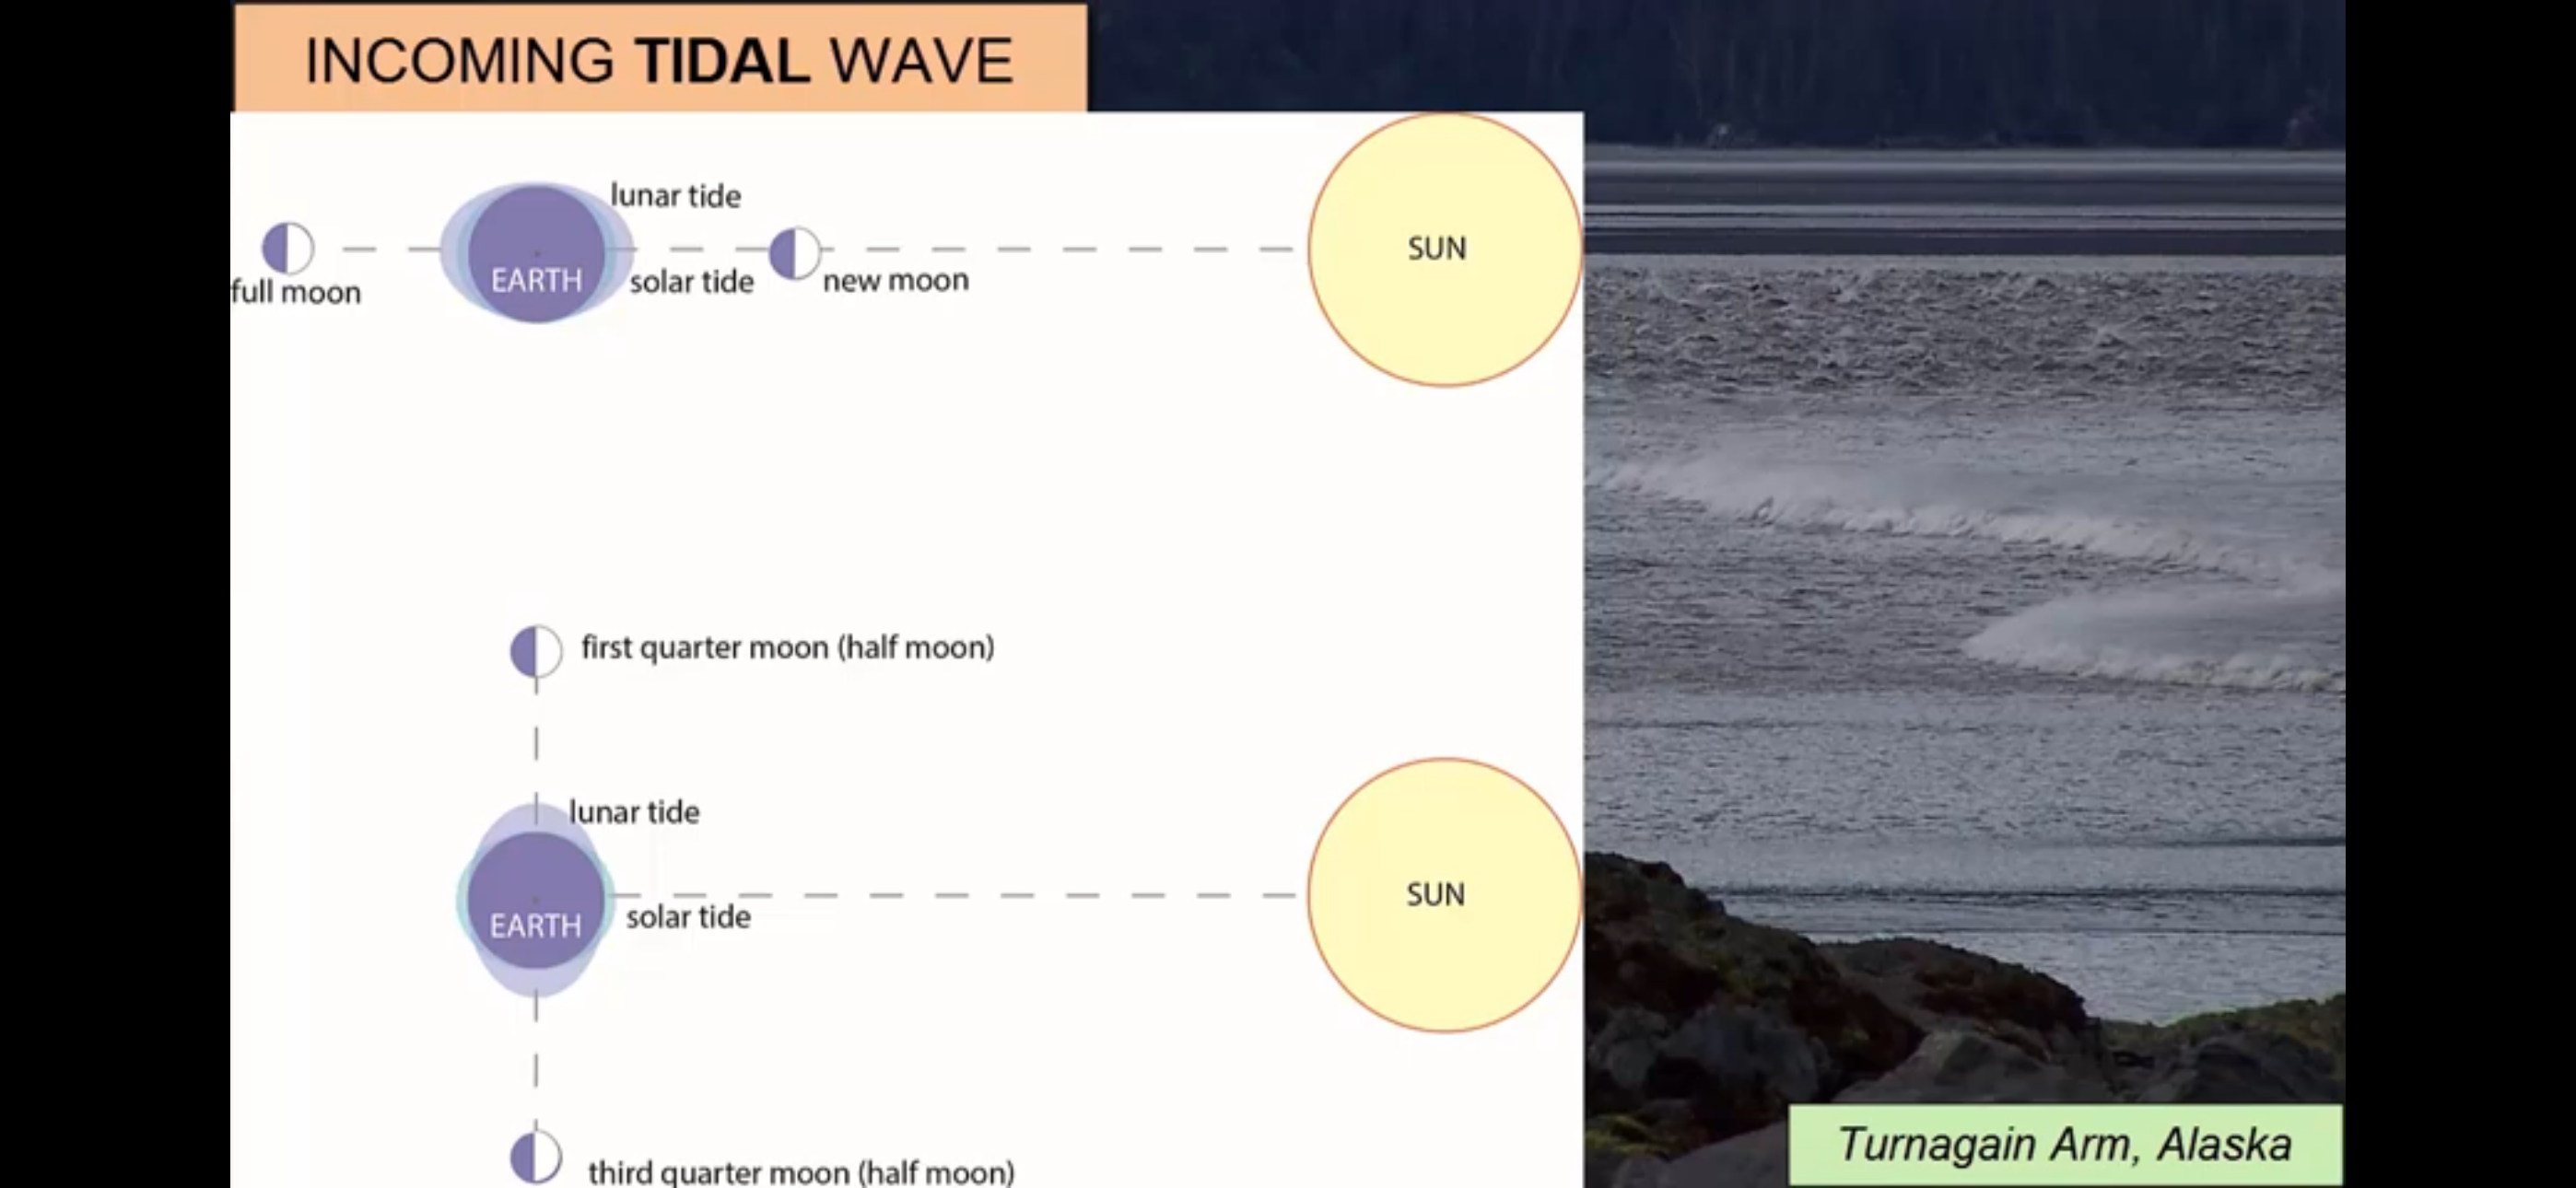 INCOMING TIDAL WAVE
lunar tide
SUN
EARTH
solar tide
new moon
full moon
first quarter moon (half moon)
lunar tide
SUN
EARTH
solar tide
third quarter moon (half moon)
Turnagain Arm, Alaska